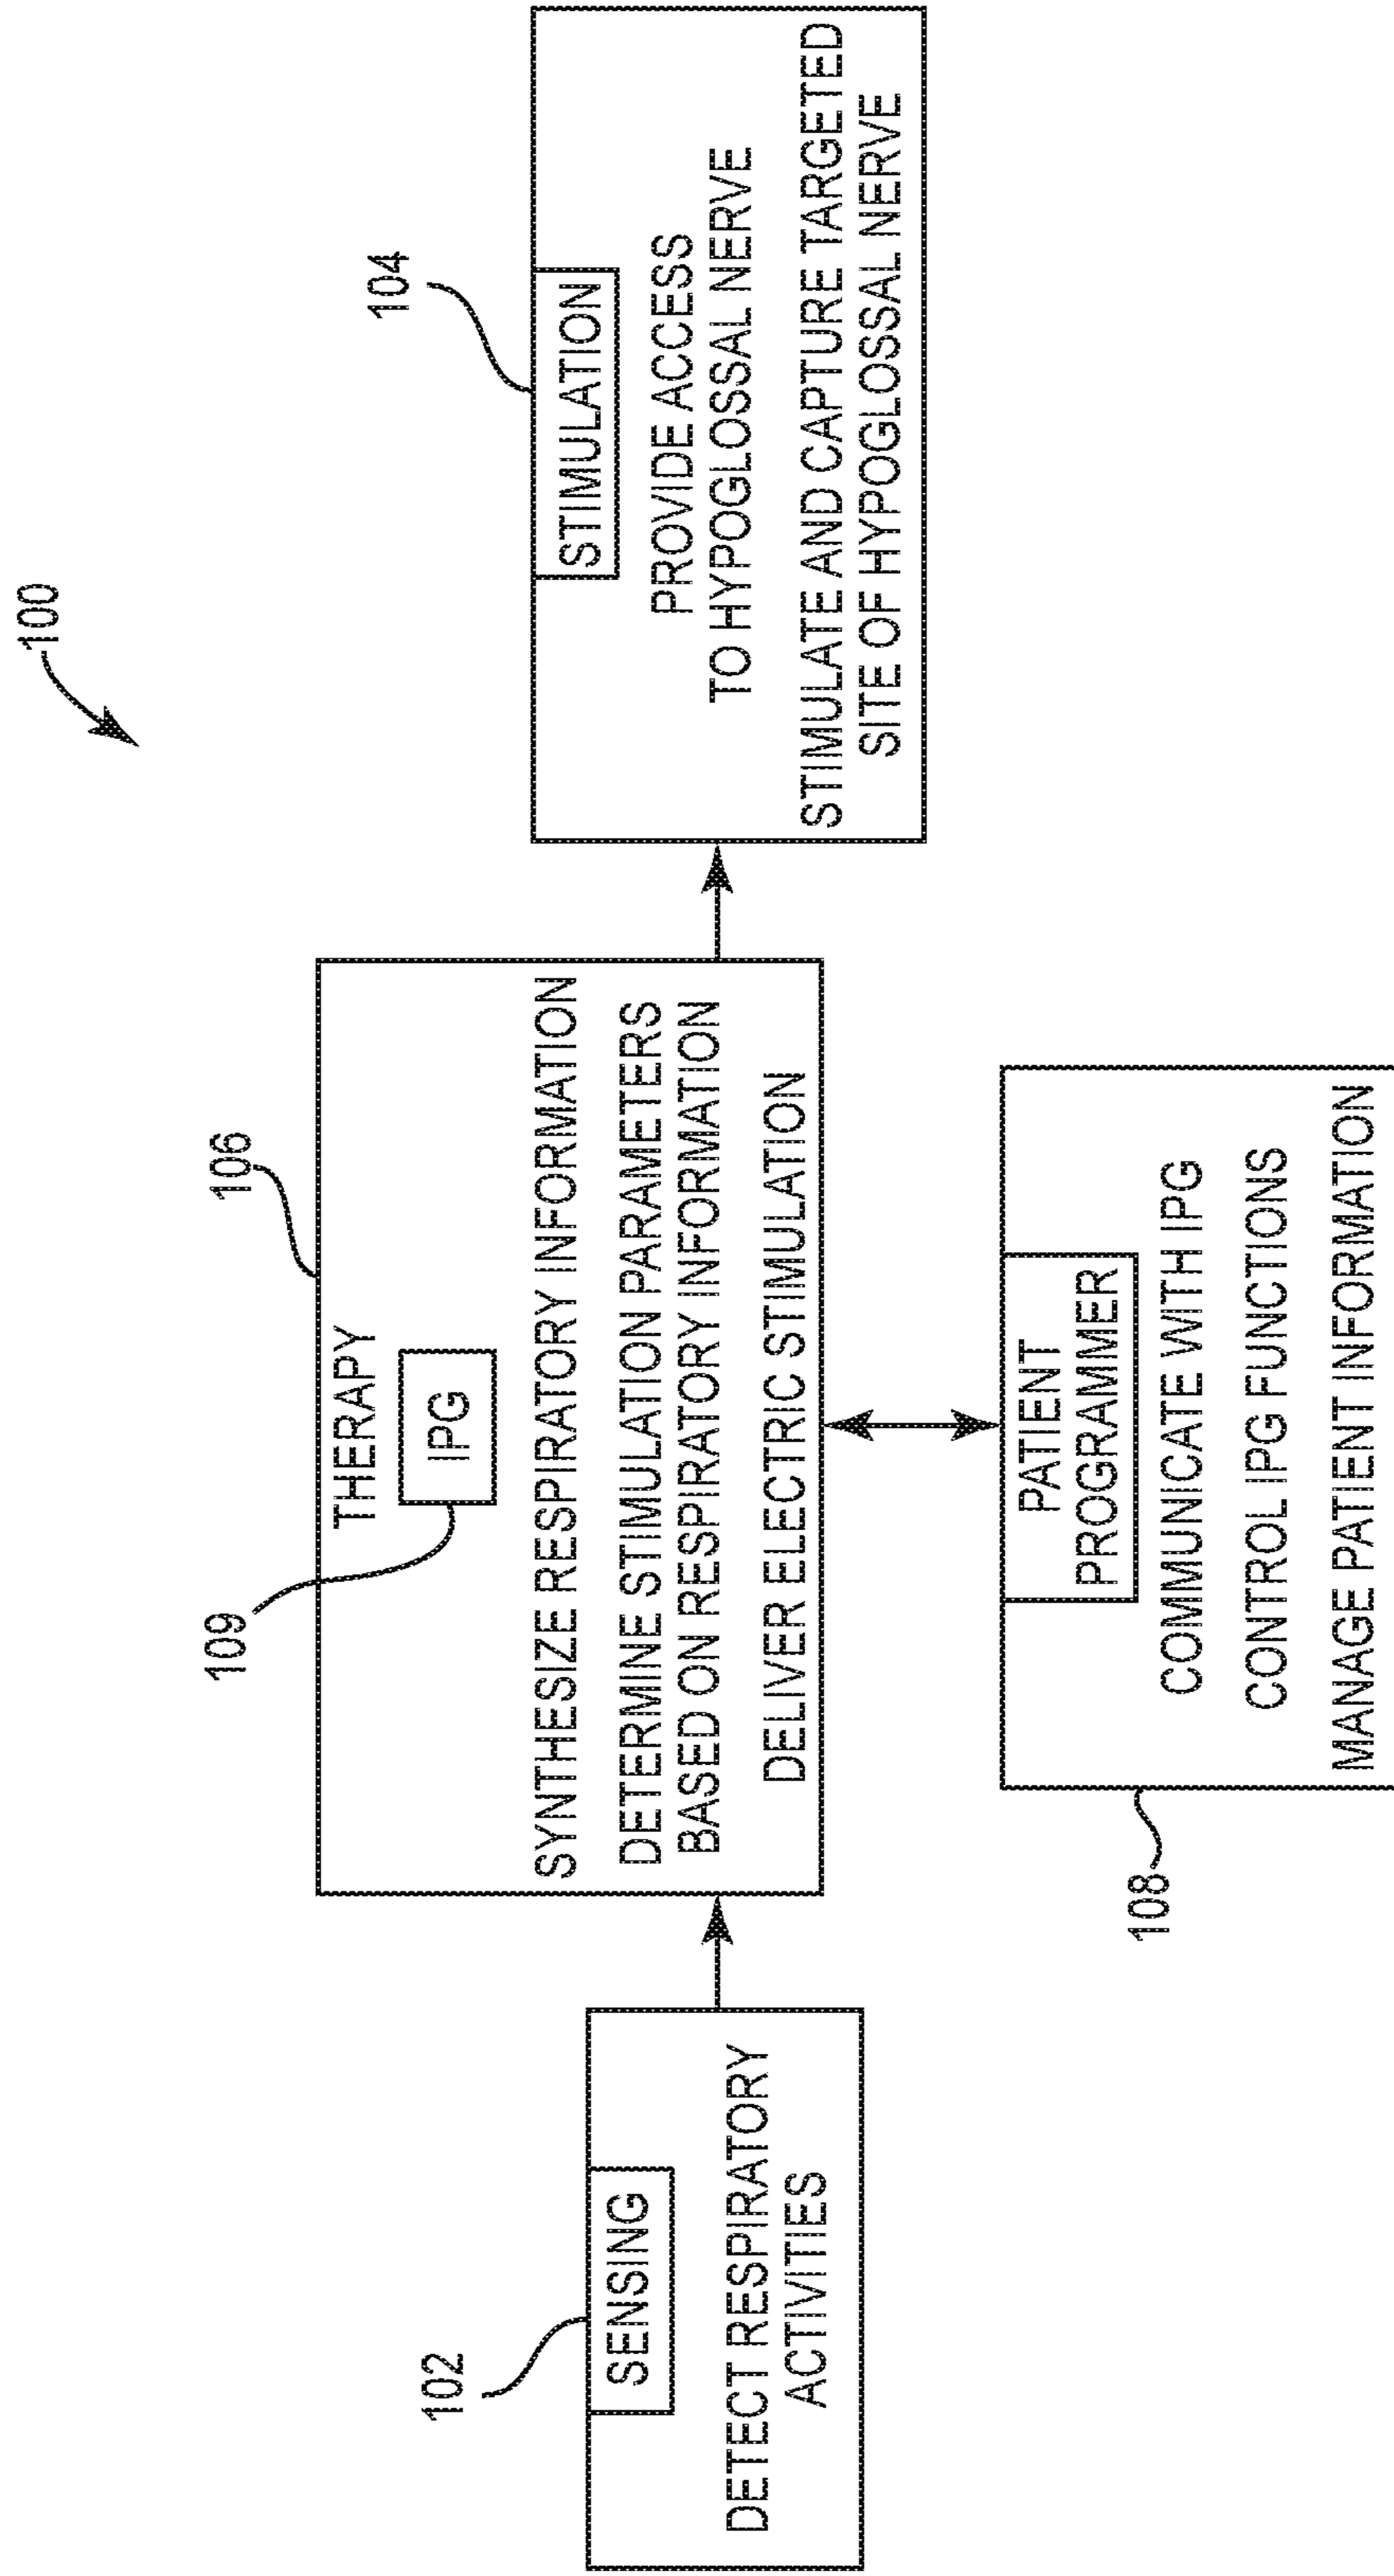 100
102
SENSING
DETECT RESPIRATORY
ACTIVITIES
106
THERAPY
109
IPG
SYNTHESIZE RESPIRATORY INFORMATION
DETERMINE STIMULATION PARAMETERS
BASED ON RESPIRATORY INFORMATION
DELIVER ELECTRIC STIMULATION
104
STIMULATION
PROVIDE ACCESS
TO HYPOGLOSSAL NERVE
STIMULATE AND CAPTURE TARGETED
SITE OF HYPOGLOSSAL NERVE
108
PATIENT
PROGRAMMER
COMMUNICATE WITH IPG
CONTROL IPG FUNCTIONS
MANAGE PATIENT INFORMATION